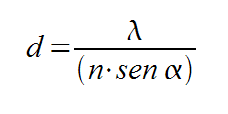 d = λ / (n·sen α)